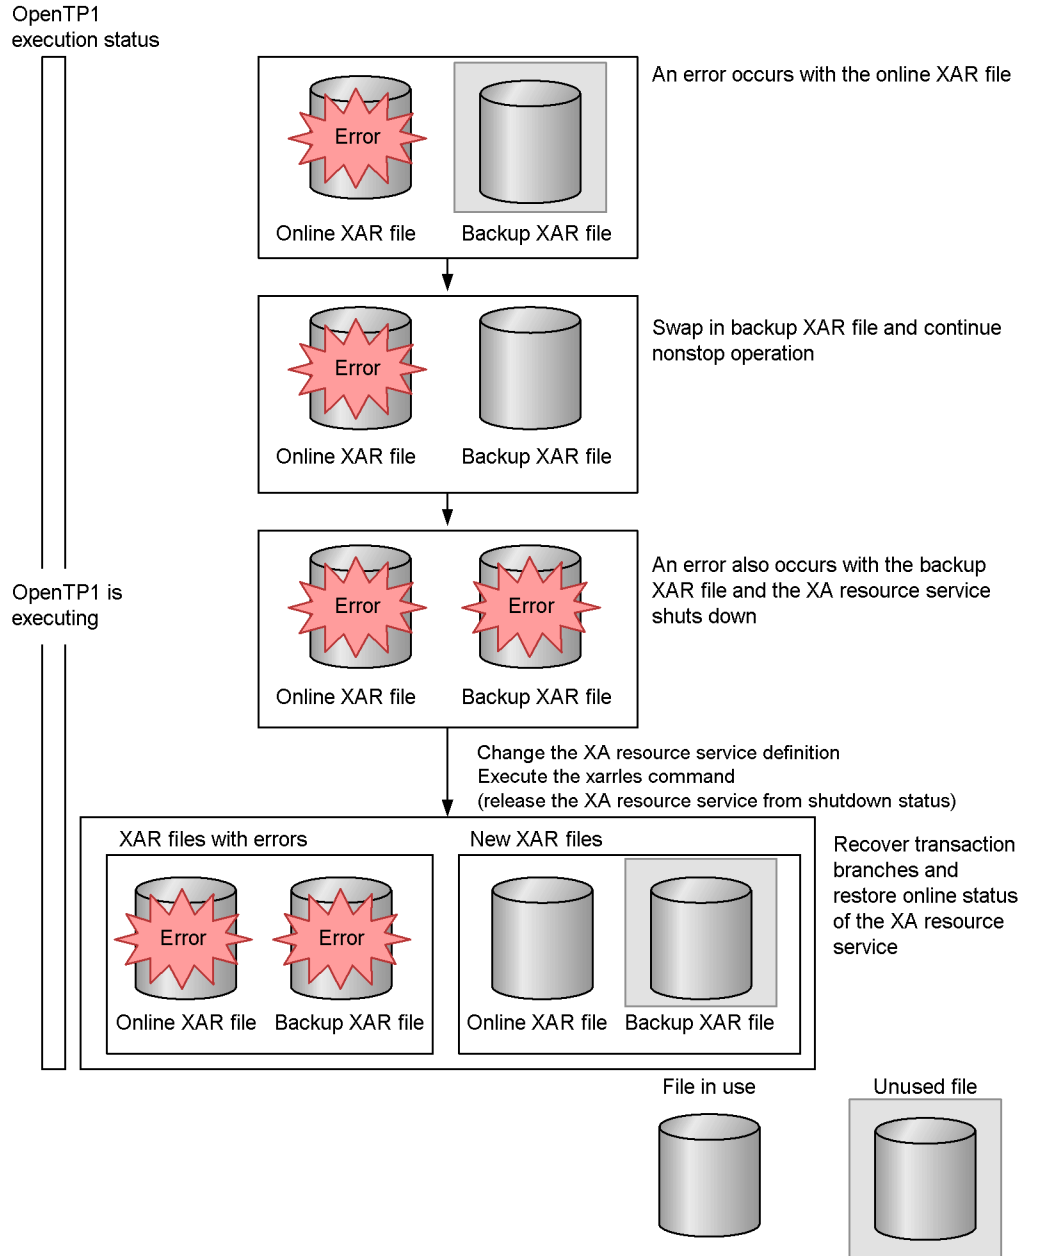 OpenTP1
execution status
An error occurs with the online XAR file
Error
Online XAR file
Backup XAR file
Swap in backup XAR file and continue
nonstop operation
Error
Online XAR file
Backup XAR file
OpenTP1 is
executing
An error also occurs with the backup
XAR file and the XA resource service
shuts down
Error
Error
Online XAR file
Backup XAR file
Change the XA resource service definition
Execute the xarrles command
(release the XA resource service from shutdown status)
XAR files with errors
New XAR files
Recover transaction
branches and
restore online status
of the XA resource
service
Error
Error
Online XAR file
Backup XAR file
Online XAR file
Backup XAR file
File in use
Unused file